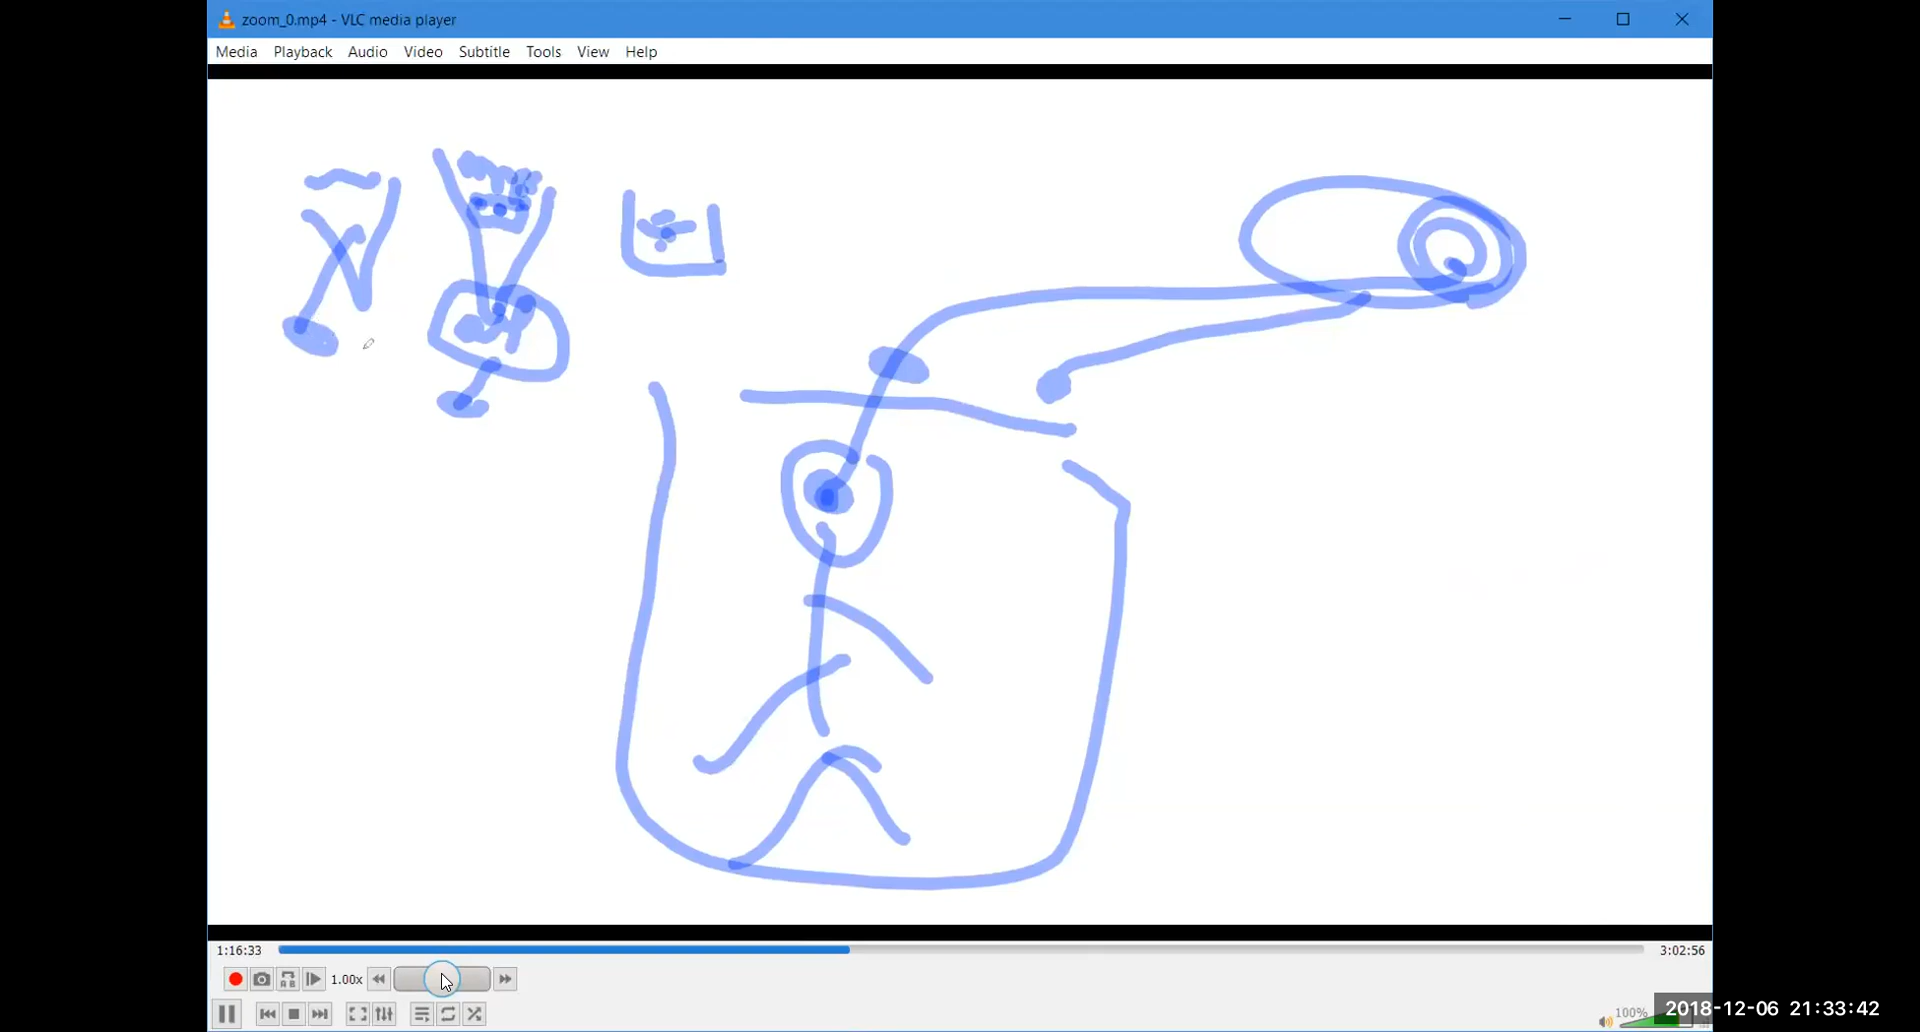 zoom_0.mp4 - VLC media player
Media Playback Audio Video Subtitle Tools View Help
1:16:33
3:02:56
1.00x
100%
2018-12-06 21:33:42